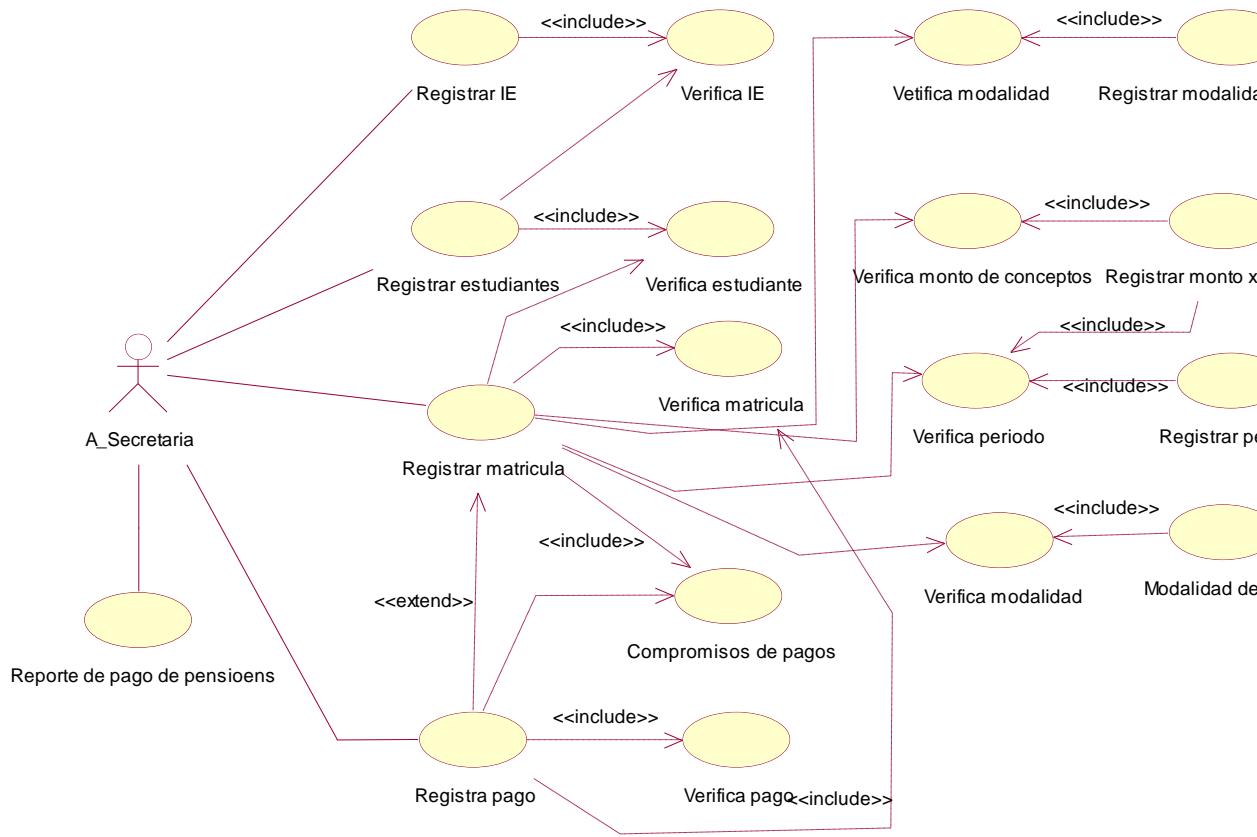 <<include>>
<<include>>
Registrar IE
Verifica IE
Vetifica modalidad
Registrar modalida
<<include>>
<<include>>
Registrar estudiantes
Verifica estudiante
Verifica monto de conceptos
Registrar monto x
<<include>>
<<include>>
<<include>>
Verifica matricula
A_Secretaria
Verifica periodo
Registrar pe
Registrar matricula
<<include>>
<<include>>
<<extend>>
Verifica modalidad
Modalidad de
Compromisos de pagos
Reporte de pago de pensioens
<<include>>
Registra pago
Verifica pago
<<include>>